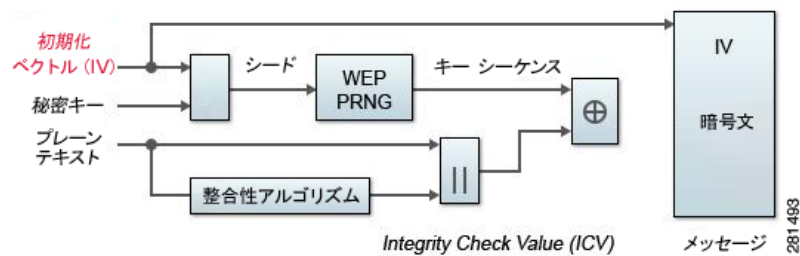 初期化
ベクトル (IV)
シード
WEP
PRNG
キー シーケンス
IV
秘密キー
暗号文
プレーン
テキスト
||
整合性アルゴリズム
Integrity Check Value (ICV)
メッセージ
281493